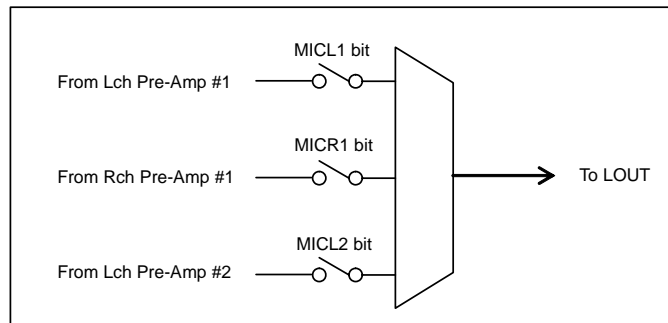 MICL1 bit
From Lch Pre-Amp #1
MICR1 bit
From Rch Pre-Amp #1
To LOUT
MICL2 bit
From Lch Pre-Amp #2